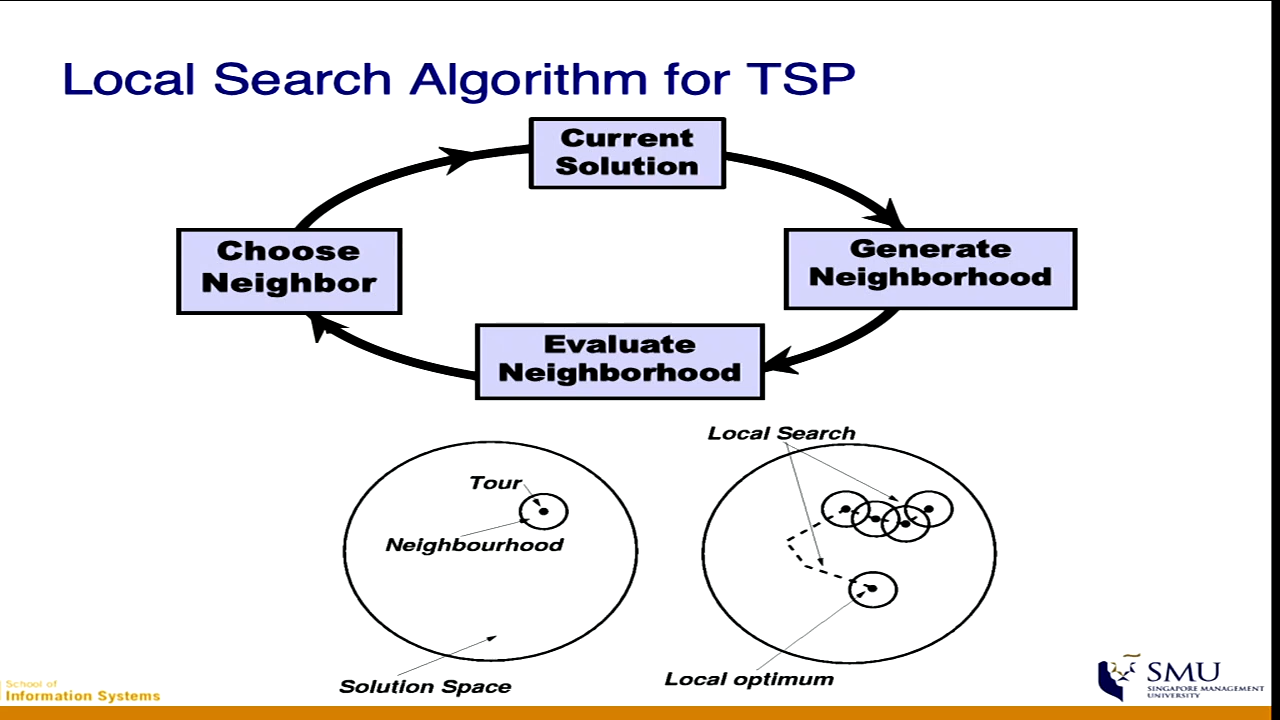 Local Search Algorithm for TSP
Current
Solution
Choose
Neighbor
Generate
Neighborhood
Evaluate
Neighborhood
Local Search
Tour
Neighbourhood
Local optimum
Solution Space
School of
Information Systems
SMU
SINGAPORE MANAGEMENT
UNIVERSITY